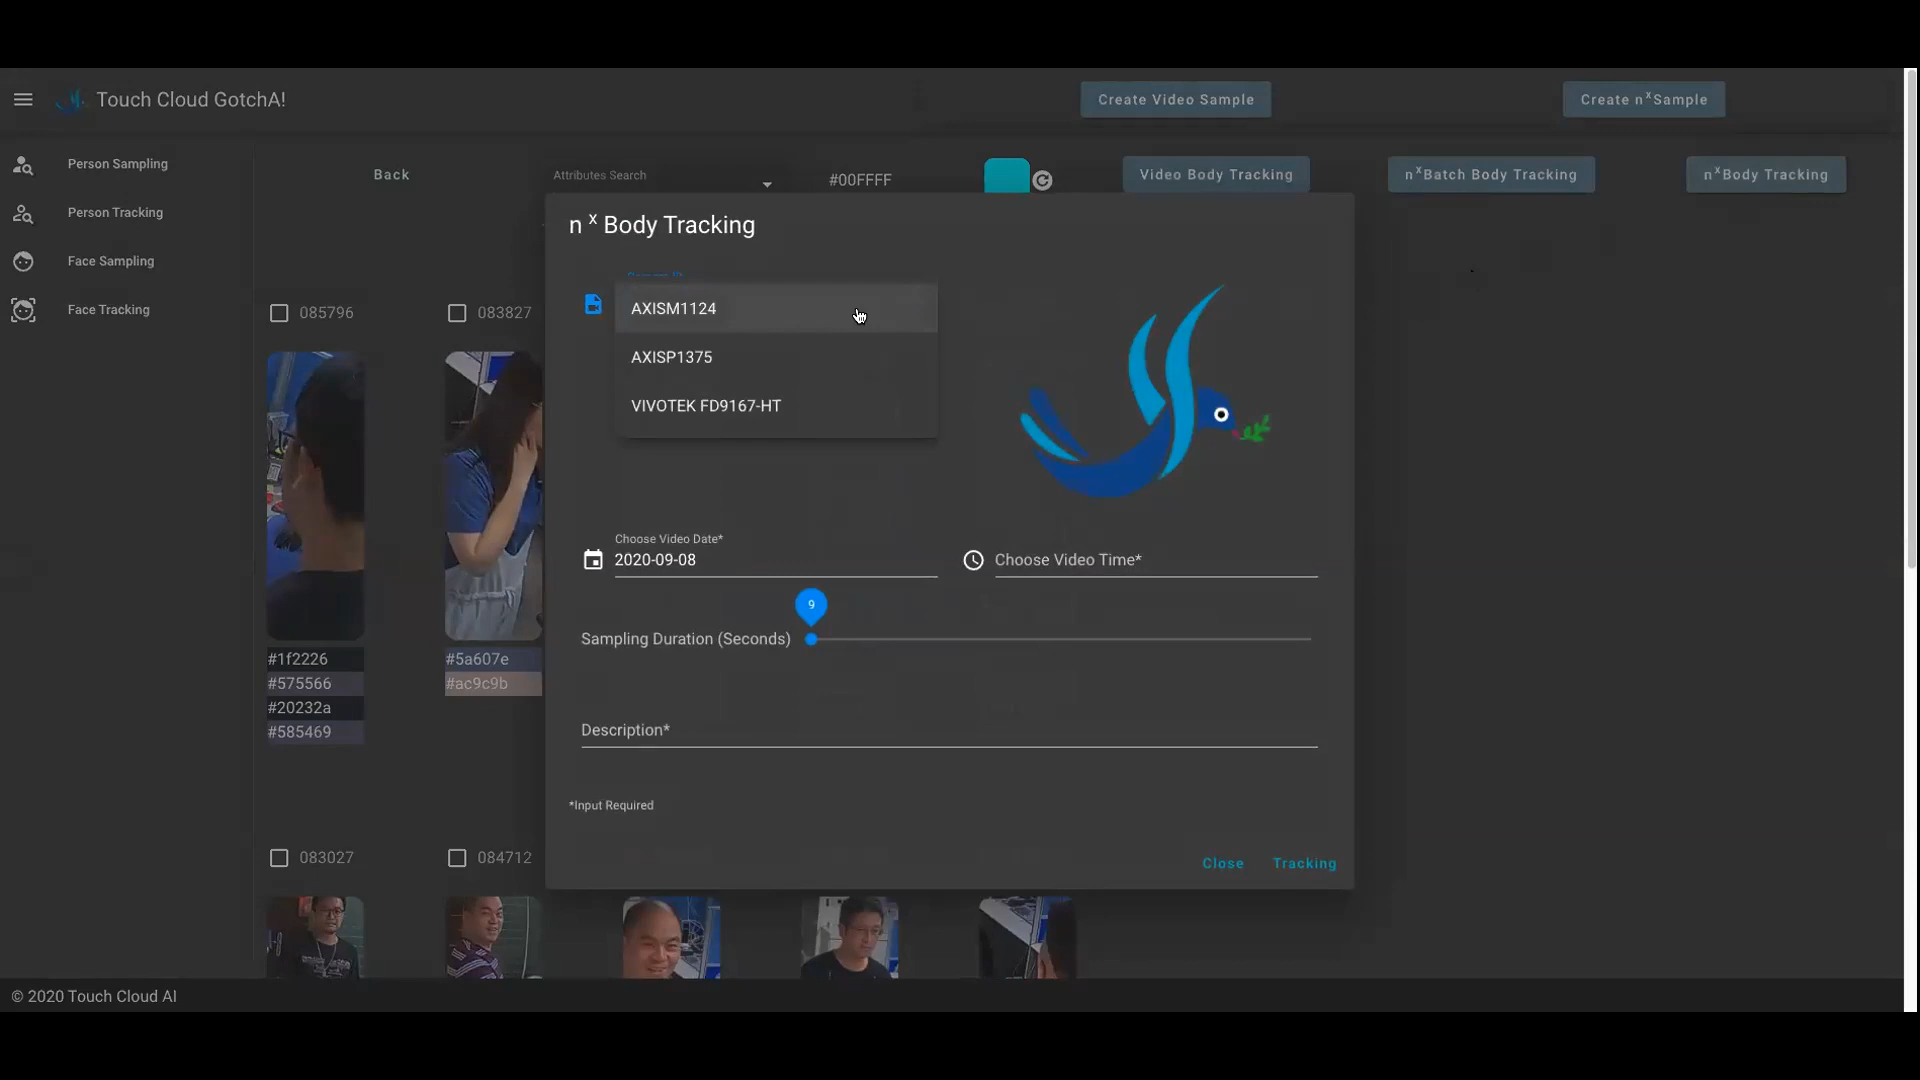 Touch Cloud GotchA!
Create Video Sample
Create nˣSample
Person Sampling
Person Tracking
Face Sampling
Face Tracking
Back
Attributes Search
#00FFFF
Video Body Tracking
nˣBatch Body Tracking
nˣBody Tracking
085796
083827
#1f2226
#575566
#20232a
#585469
#5a607e
#ac9c9b
083027
084712
n ˣ Body Tracking
AXISM1124
AXISP1375
VIVOTEK FD9167-HT
Choose Video Date*
2020-09-08
Choose Video Time*
9
Sampling Duration (Seconds)
Description*
*Input Required
Close
Tracking
© 2020 Touch Cloud AI